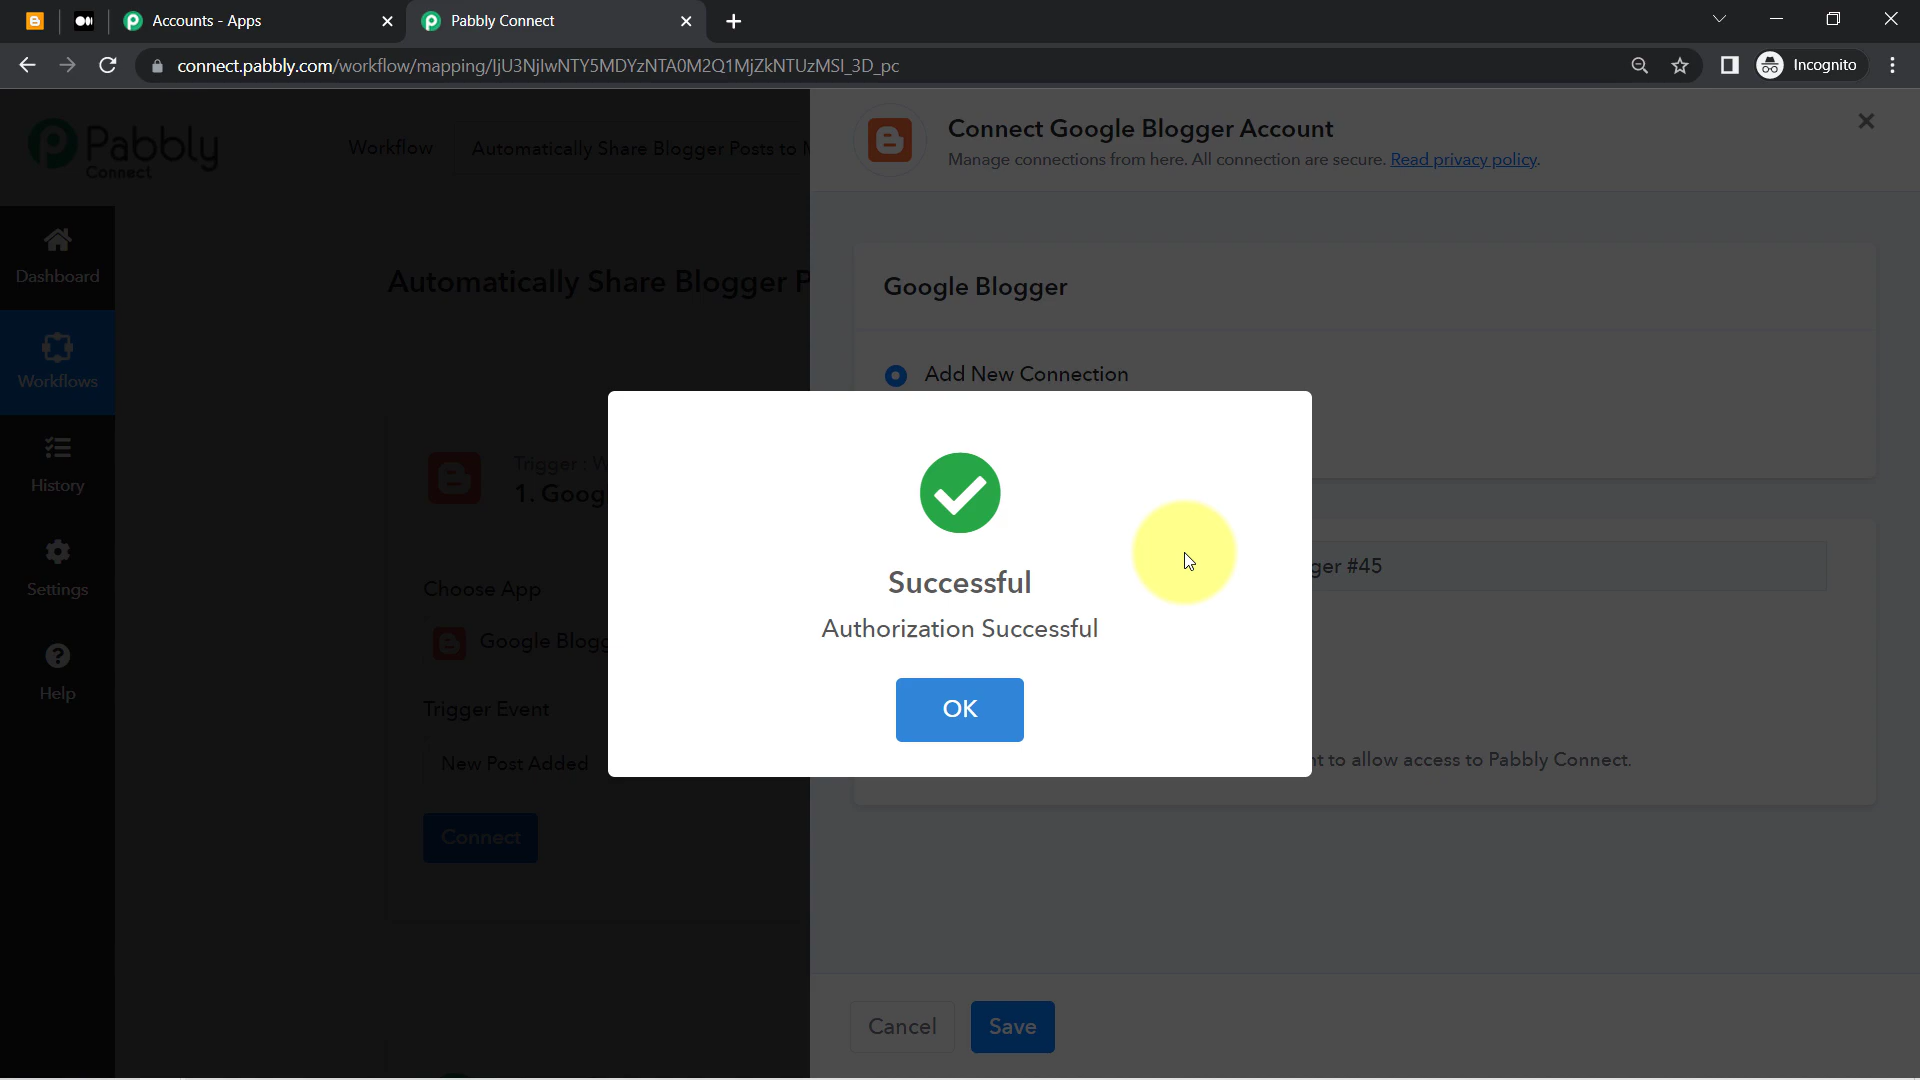 Accounts - Apps
Pabbly Connect
connect.pabbly.com/workflow/mapping/IjU3NjIwNTY5MDYzNTA0M2Q1MjZkNTUzMSI_3D_pc
Incognito
Pabbly
Connect
Workflow
Automatically Share Blogger Posts to
Connect Google Blogger Account
Manage connections from here. All connection are secure. Read privacy policy.
Dashboard
Workflows
History
Settings
Help
Automatically Share Blogger P
Google Blogger
Add New Connection
Trigger : W
1. Goog
Choose App
Google Blogg
Trigger Event
New Post Added
Connect
Successful
Authorization Successful
OK
ger #45
nt to allow access to Pabbly Connect.
Cancel
Save